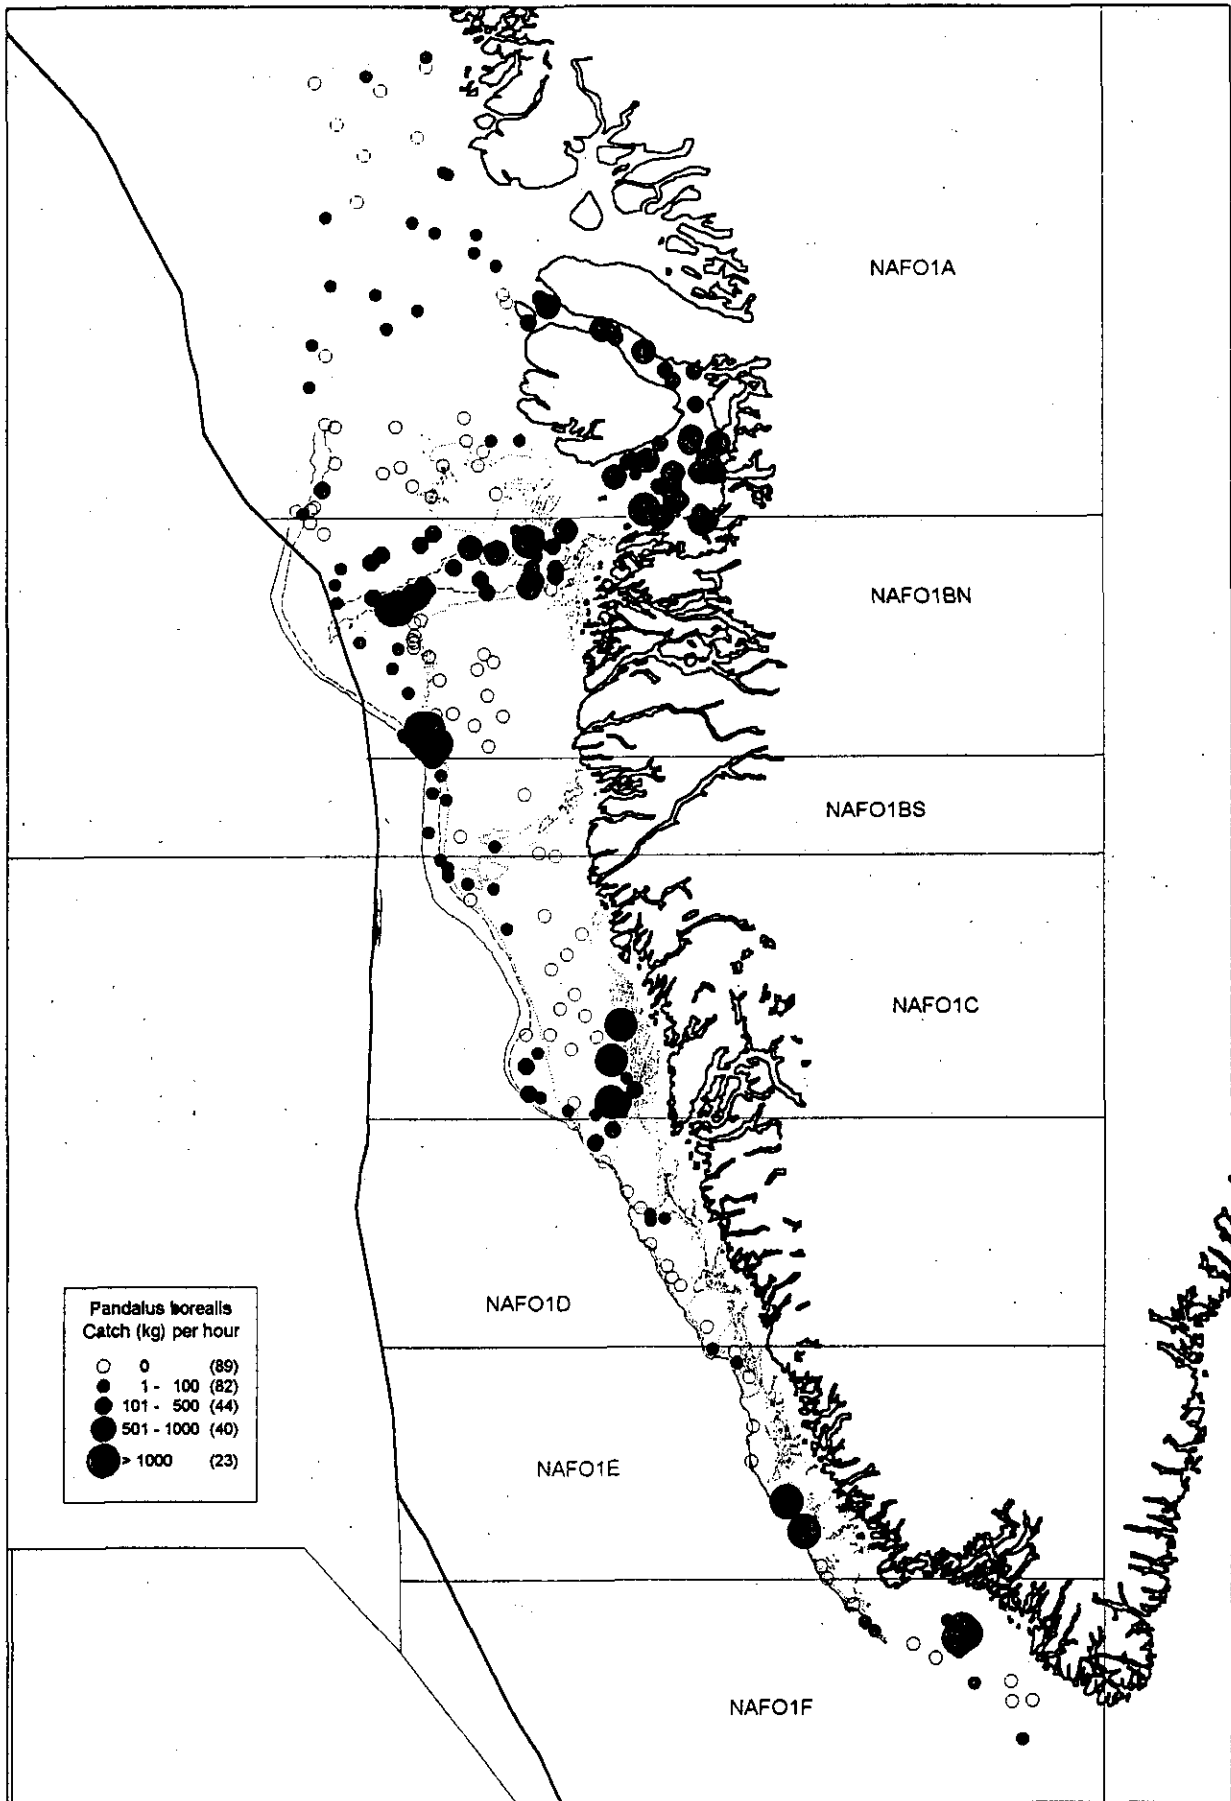 NAFO1A
NAFO1BN
NAFO1BS
NAFO1C
NAFO1D
NAFO1E
NAFO1F
Pandalus borealis
Catch (kg) per hour
0 (89)
1 - 100 (82)
101 - 500 (44)
501 - 1000 (40)
> 1000 (23)